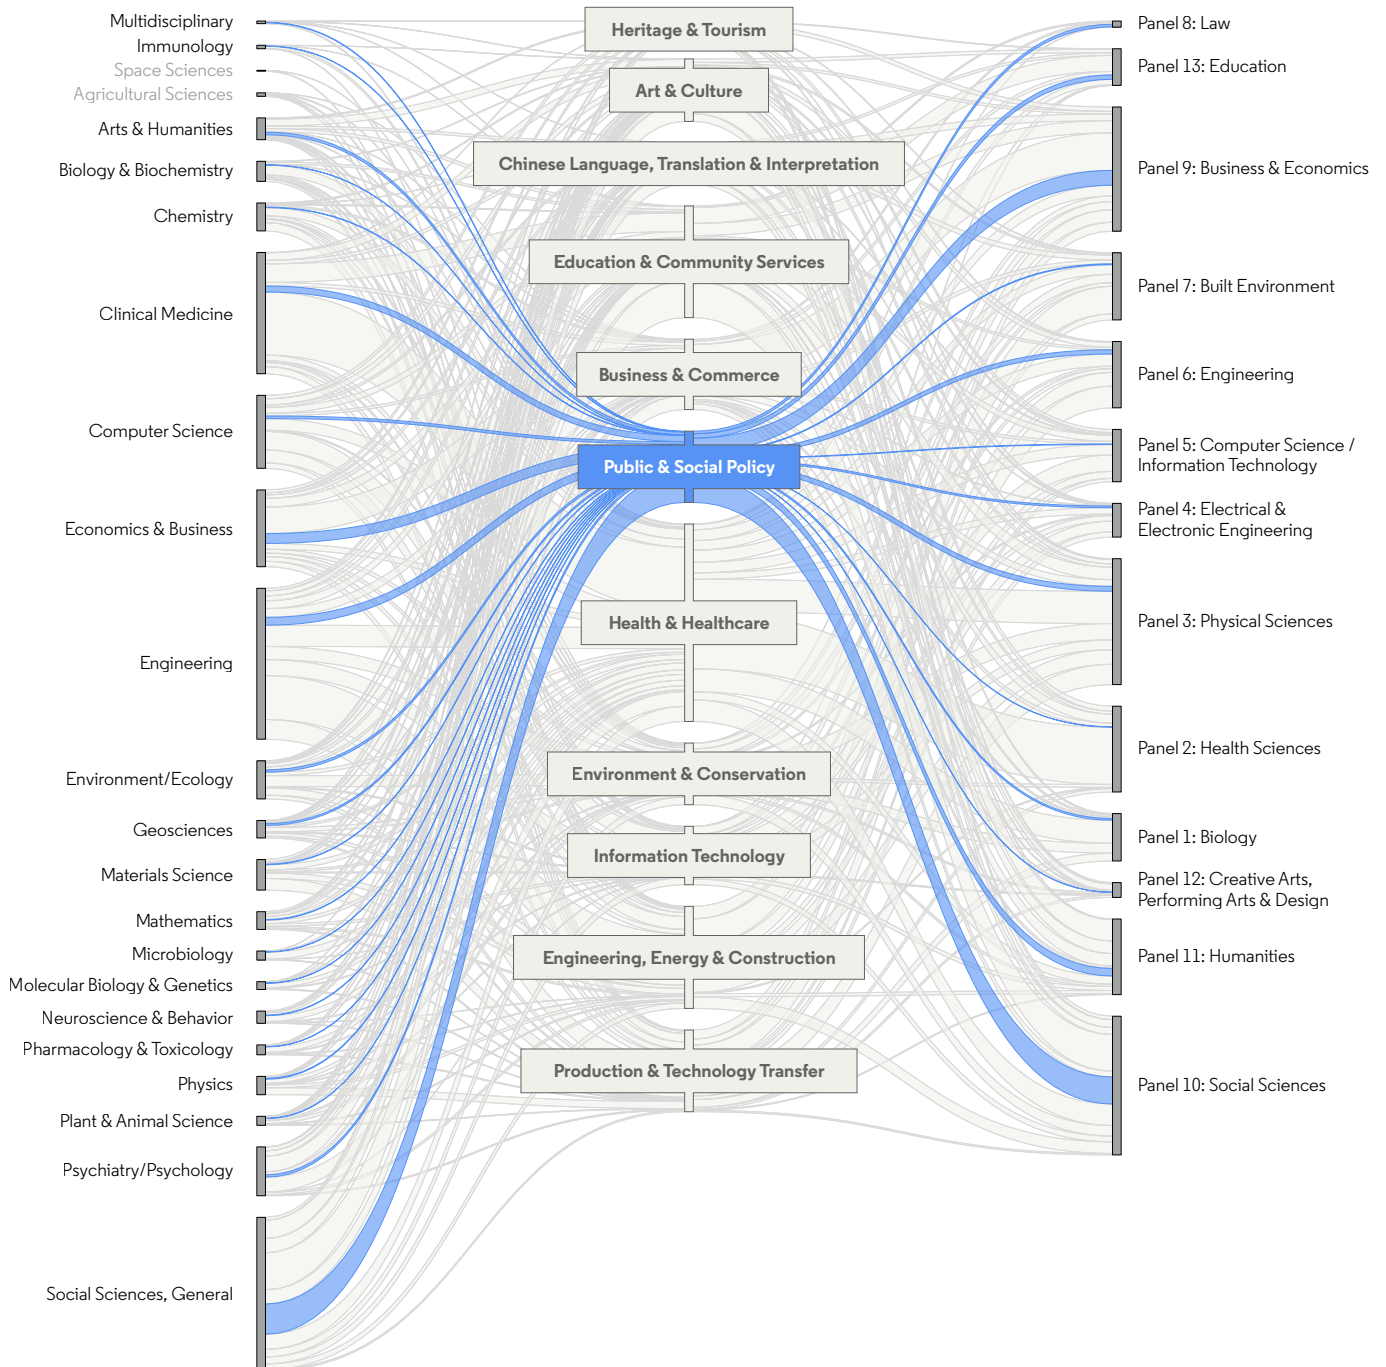 Multidisciplinary
Immunology
Space Sciences
Agricultural Sciences
Arts & Humanities
Biology & Biochemistry
Chemistry
Clinical Medicine
Computer Science
Economics & Business
Engineering
Environment/Ecology
Geosciences
Materials Science
Mathematics
Microbiology
Molecular Biology & Genetics
Neuroscience & Behavior
Pharmacology & Toxicology
Physics
Plant & Animal Science
Psychiatry/Psychology
Social Sciences, General
Heritage & Tourism
Art & Culture
Chinese Language, Translation & Interpretation
Education & Community Services
Business & Commerce
Public & Social Policy
Health & Healthcare
Environment & Conservation
Information Technology
Engineering, Energy & Construction
Production & Technology Transfer
Panel 8: Law
Panel 13: Education
Panel 9: Business & Economics
Panel 7: Built Environment
Panel 6: Engineering
Panel 5: Computer Science /
Information Technology
Panel 4: Electrical &
Electronic Engineering
Panel 3: Physical Sciences
Panel 2: Health Sciences
Panel 1: Biology
Panel 12: Creative Arts,
Performing Arts & Design
Panel 11: Humanities
Panel 10: Social Sciences